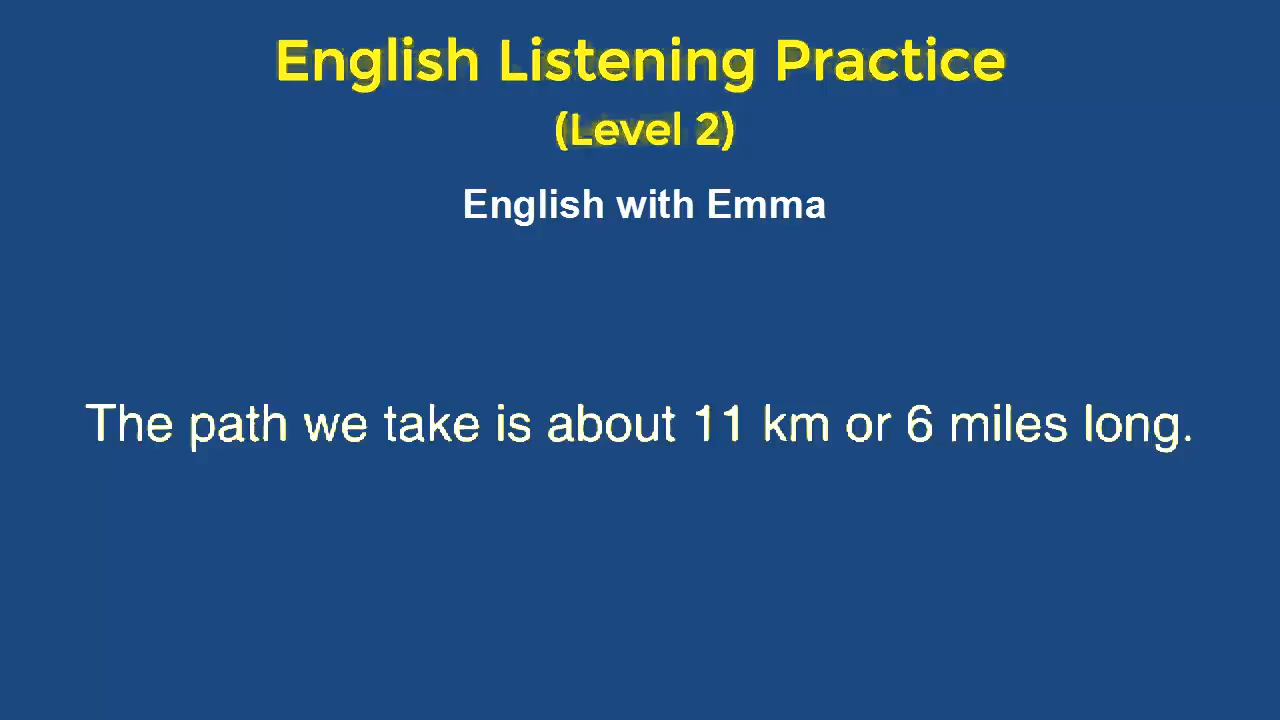 English Listening Practice
(Level 2)
English with Emma
The path we take is about 11 km or 6 miles long.